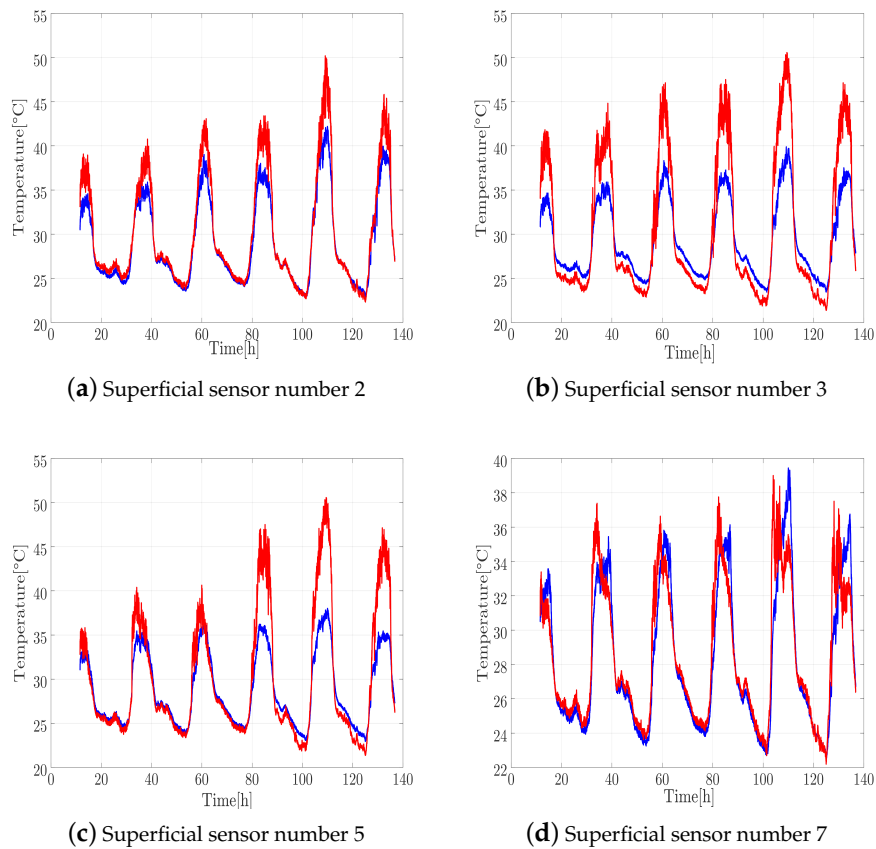 55
50
45
40
35
30
25
20
Temperature[°C]
0 20 40 60 80 100 120 140
Time[h]
(a) Superficial sensor number 2
55
50
45
40
35
30
25
20
Temperature[°C]
0 20 40 60 80 100 120 140
Time[h]
(b) Superficial sensor number 3
55
50
45
40
35
30
25
20
Temperature[°C]
0 20 40 60 80 100 120 140
Time[h]
(c) Superficial sensor number 5
40
38
36
34
32
30
28
26
24
22
Temperature[°C]
0 20 40 60 80 100 120 140
Time[h]
(d) Superficial sensor number 7